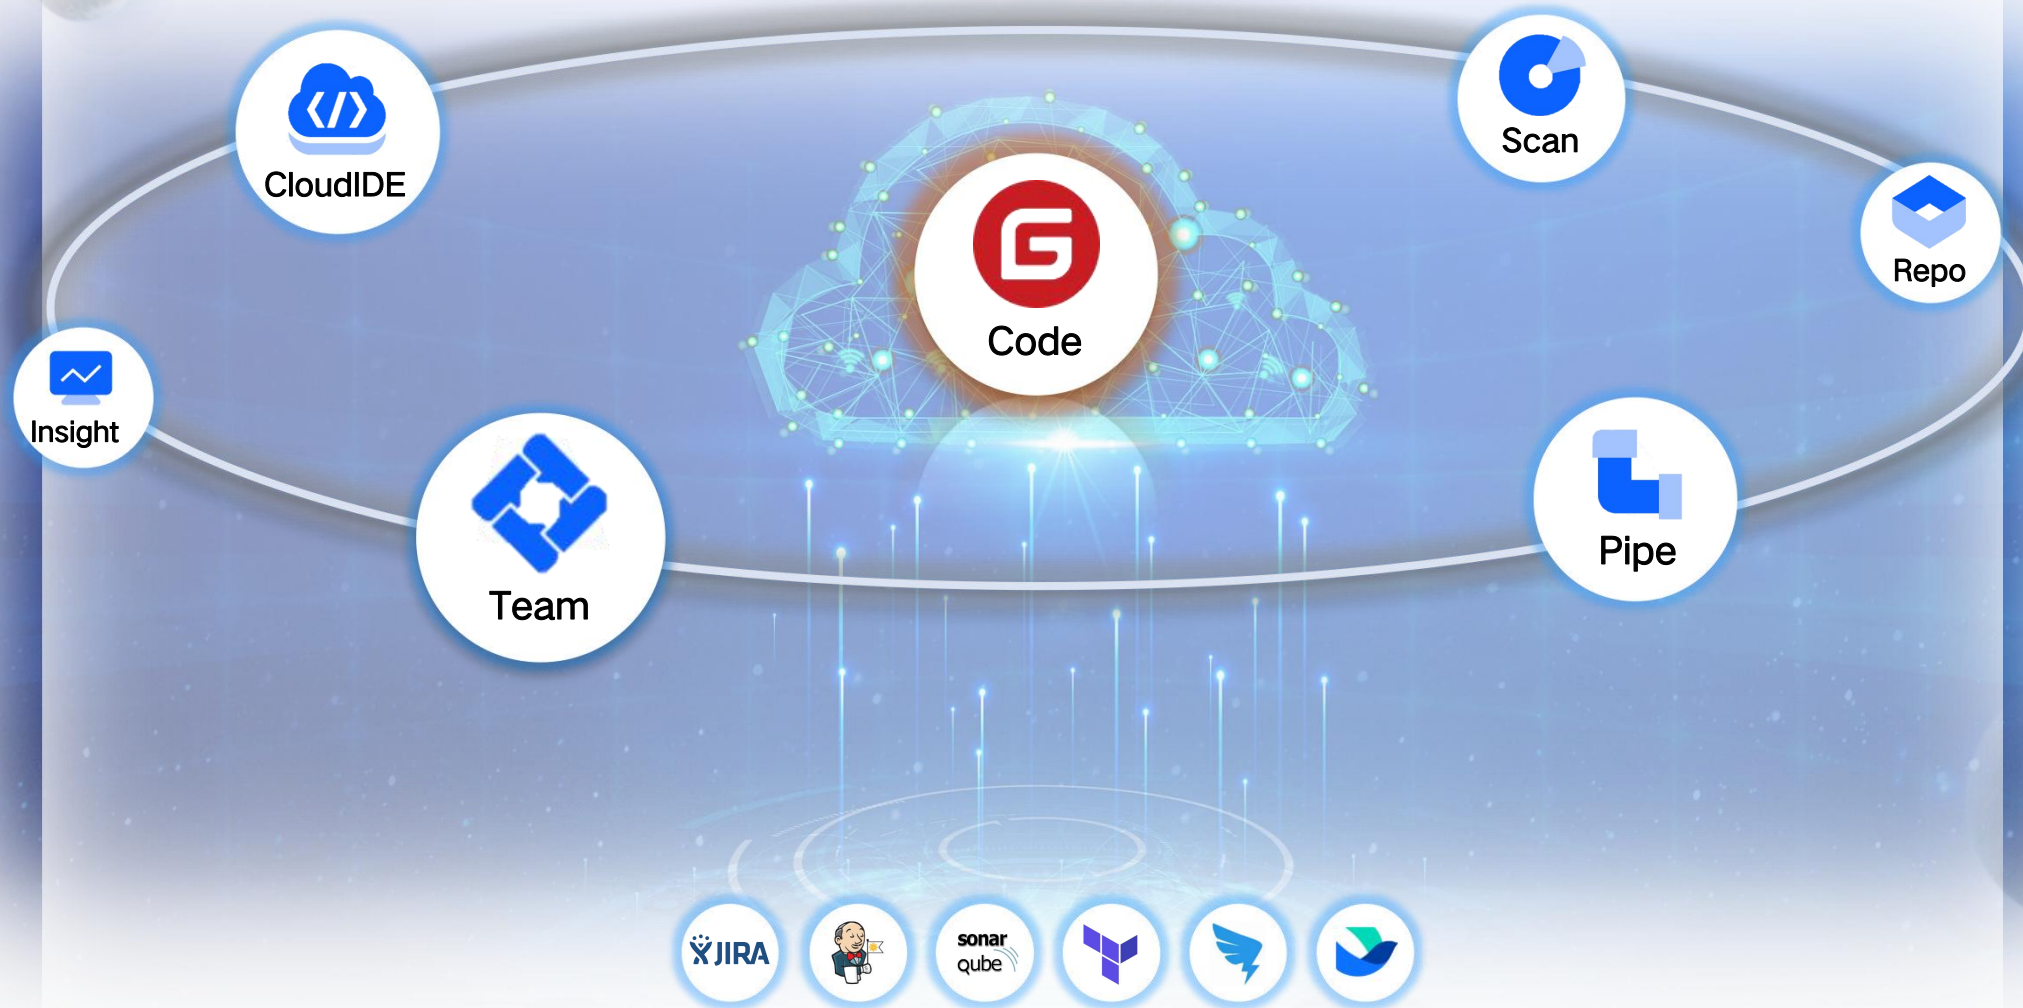 CloudIDE
Scan
Repo
Code
Insight
Team
Pipe
JIRA
sonar
qube